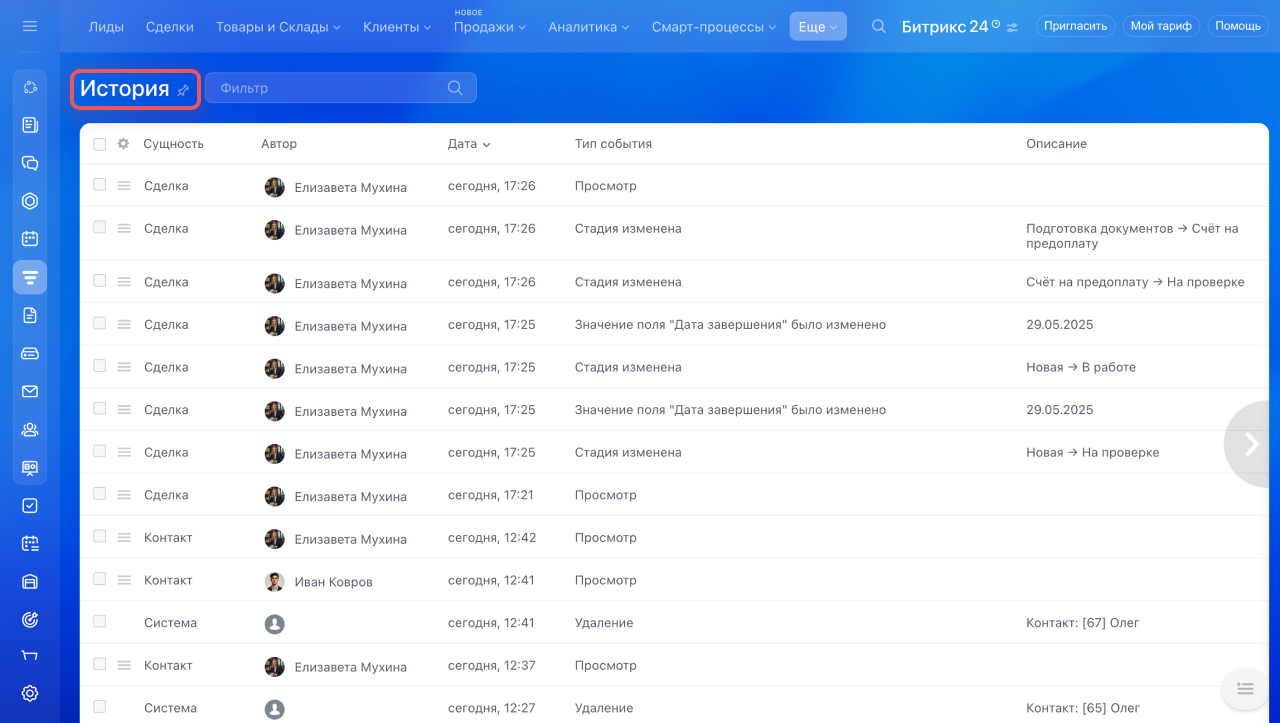 НОВОЕ
Лиды Сделки Товары и Склады Клиенты Продажи Аналитика Смарт-процессы Еще Битрикс 24 Пригласить Мой тариф Помощь
История Фильтр
Сущность Автор Дата Тип события Описание
Сделка Елизавета Мухина сегодня, 17:26 Просмотр
Сделка Елизавета Мухина сегодня, 17:26 Стадия изменена Подготовка документов → Счёт на
предоплату
Сделка Елизавета Мухина сегодня, 17:26 Стадия изменена Счёт на предоплату → На проверке
Сделка Елизавета Мухина сегодня, 17:25 Значение поля "Дата завершения" было изменено 29.05.2025
Сделка Елизавета Мухина сегодня, 17:25 Стадия изменена Новая → В работе
Сделка Елизавета Мухина сегодня, 17:25 Значение поля "Дата завершения" было изменено 29.05.2025
Сделка Елизавета Мухина сегодня, 17:25 Стадия изменена Новая → На проверке
Сделка Елизавета Мухина сегодня, 17:21 Просмотр
Контакт Елизавета Мухина сегодня, 12:42 Просмотр
Контакт Иван Ковров сегодня, 12:41 Просмотр
Система сегодня, 12:41 Удаление Контакт: [67] Олег
Контакт Елизавета Мухина сегодня, 12:37 Просмотр
Система сегодня, 12:27 Удаление Контакт: [65] Олег